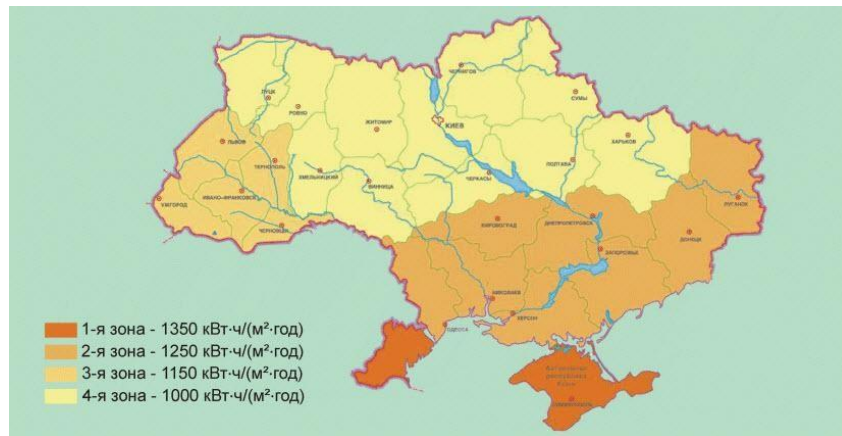 ЧЕРНИГОВ
ЛУЦК
РОВНО
СУМЫ
ЖИТОМИР
КИЕВ
ЛЬВОВ
ХАРЬКОВ
ТЕРНОПОЛЬ
ХМЕЛЬНИЦКИЙ
ПОЛТАВА
ВИННИЦА
ЧЕРКАССЫ
ИВАНО-ФРАНКОВСК
УЖГОРОД
ЛУГАНСК
ЧЕРНОВЦЫ
КИРОВОГРАД
ДНЕПРОПЕТРОВСК
ДОНЕЦК
ЗАПОРОЖЬЕ
НИКОЛАЕВ
ХЕРСОН
ОДЕССА
1-я зона - 1350 кВт·ч/(м²·год)
2-я зона - 1250 кВт·ч/(м²·год)
3-я зона - 1150 кВт·ч/(м²·год)
4-я зона - 1000 кВт·ч/(м²·год)
республика
СИМФЕРОПОЛЬ